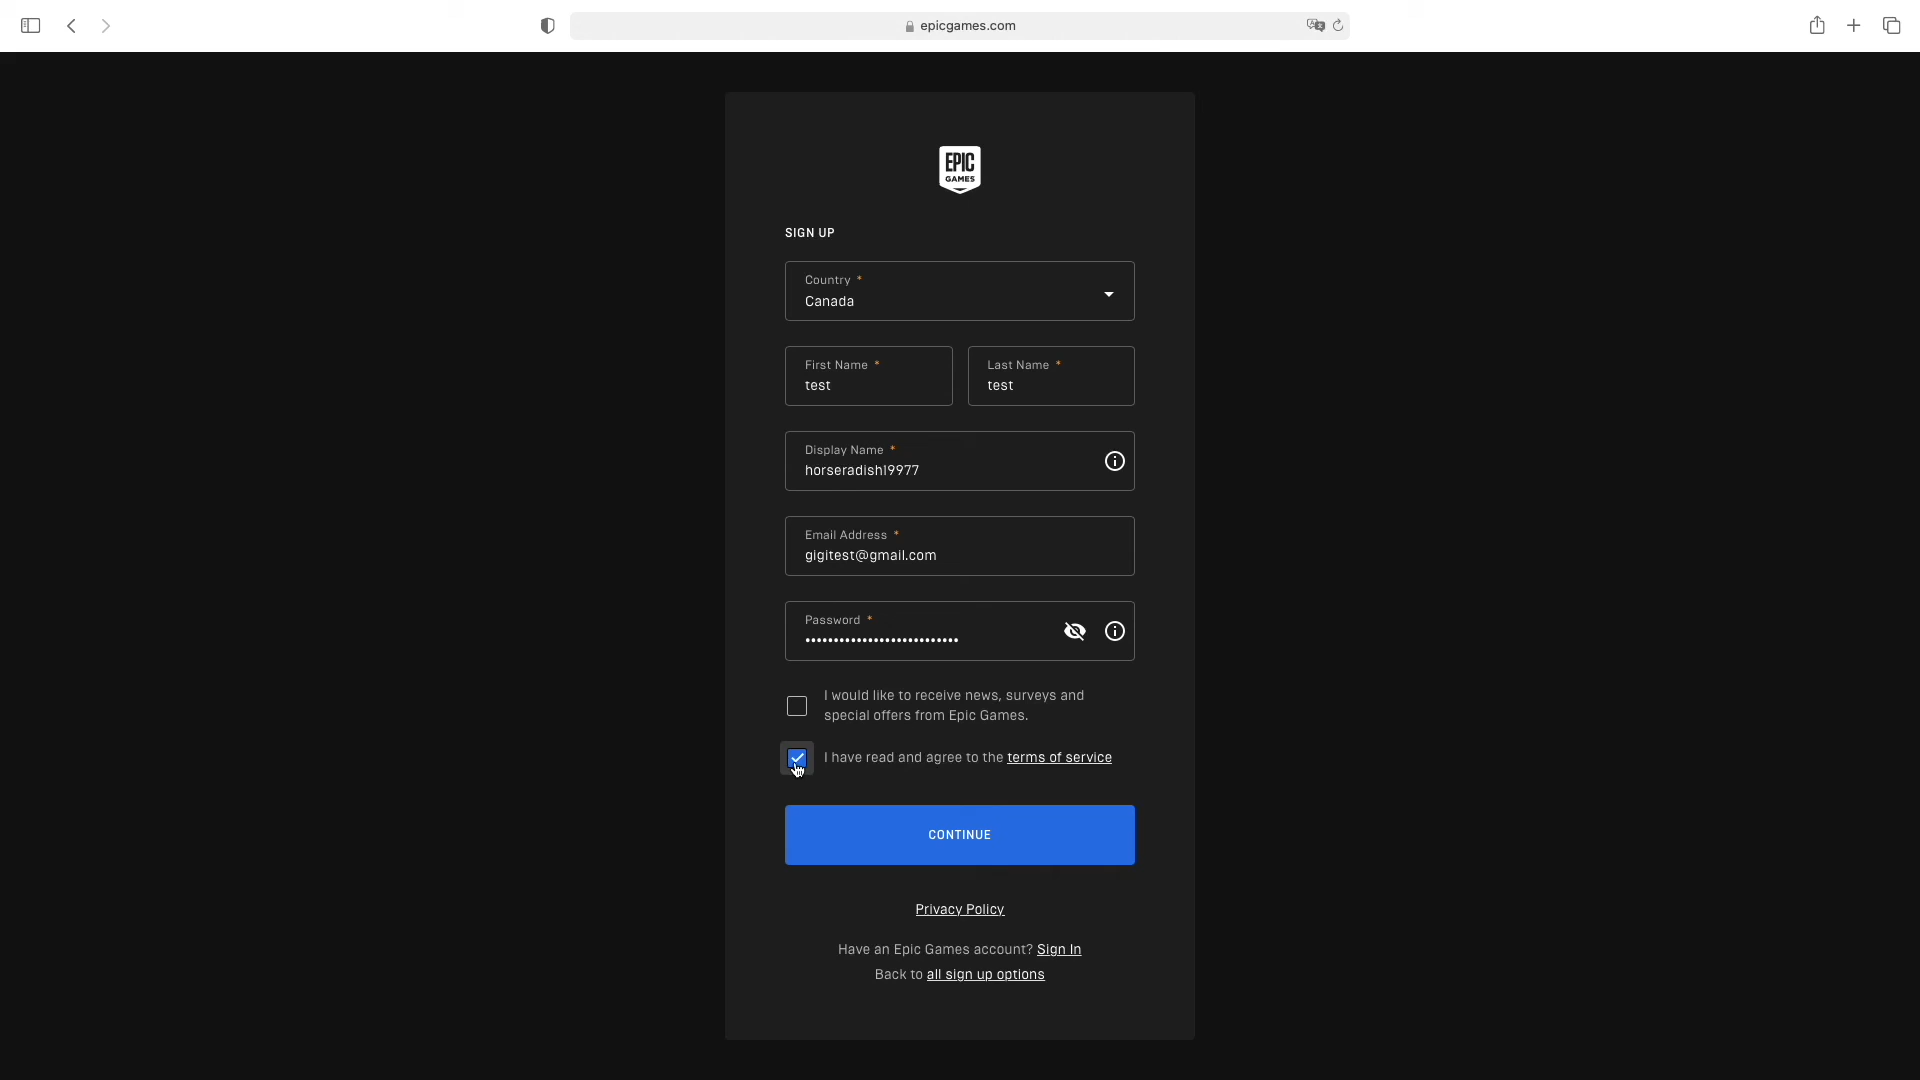 epicgames.com
EPIC
GAMES
SIGN UP
Country *
Canada
First Name *
test
Last Name *
test
Display Name *
horseradish19977
Email Address *
gigitest@gmail.com
Password *
•••••••••••••••••••••••••••
I would like to receive news, surveys and
special offers from Epic Games.
I have read and agree to the terms of service
CONTINUE
Privacy Policy
Have an Epic Games account? Sign In
Back to all sign up options